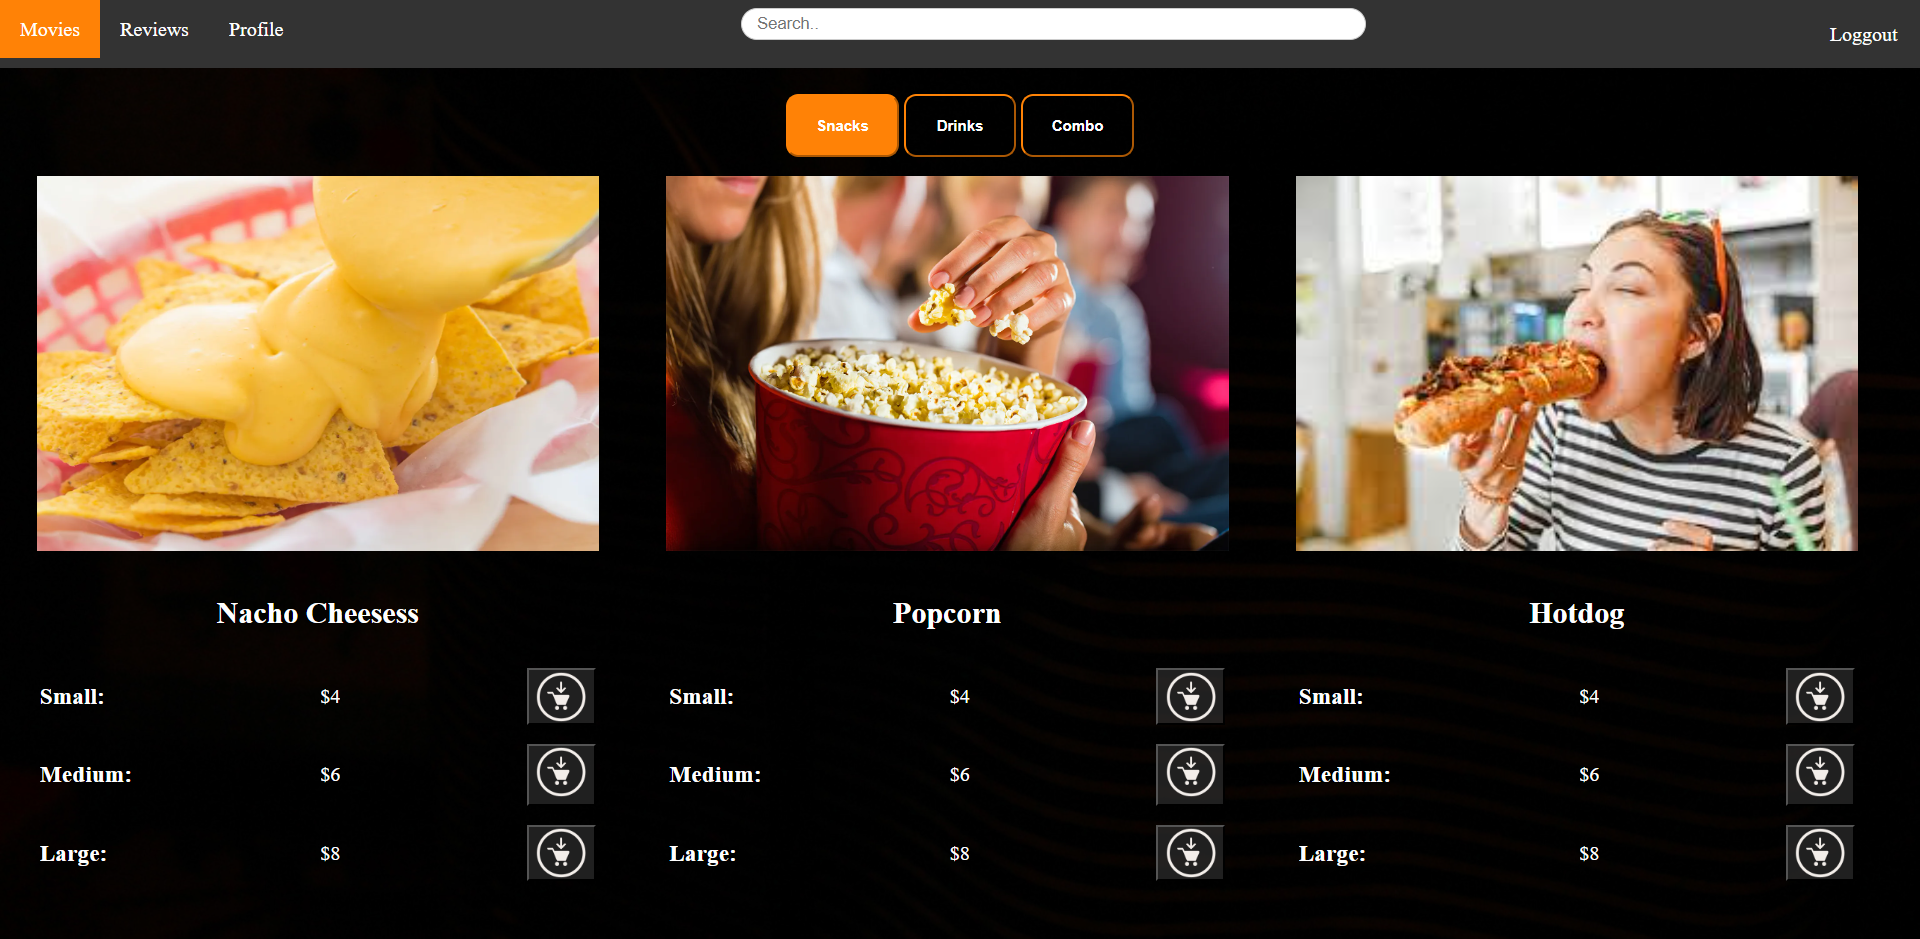 Movies Reviews Profile Search.. Loggout
Snacks Drinks Combo
Nacho Cheesess Popcorn Hotdog
Small: $4 Small: $4 Small: $4
Medium: $6 Medium: $6 Medium: $6
Large: $8 Large: $8 Large: $8